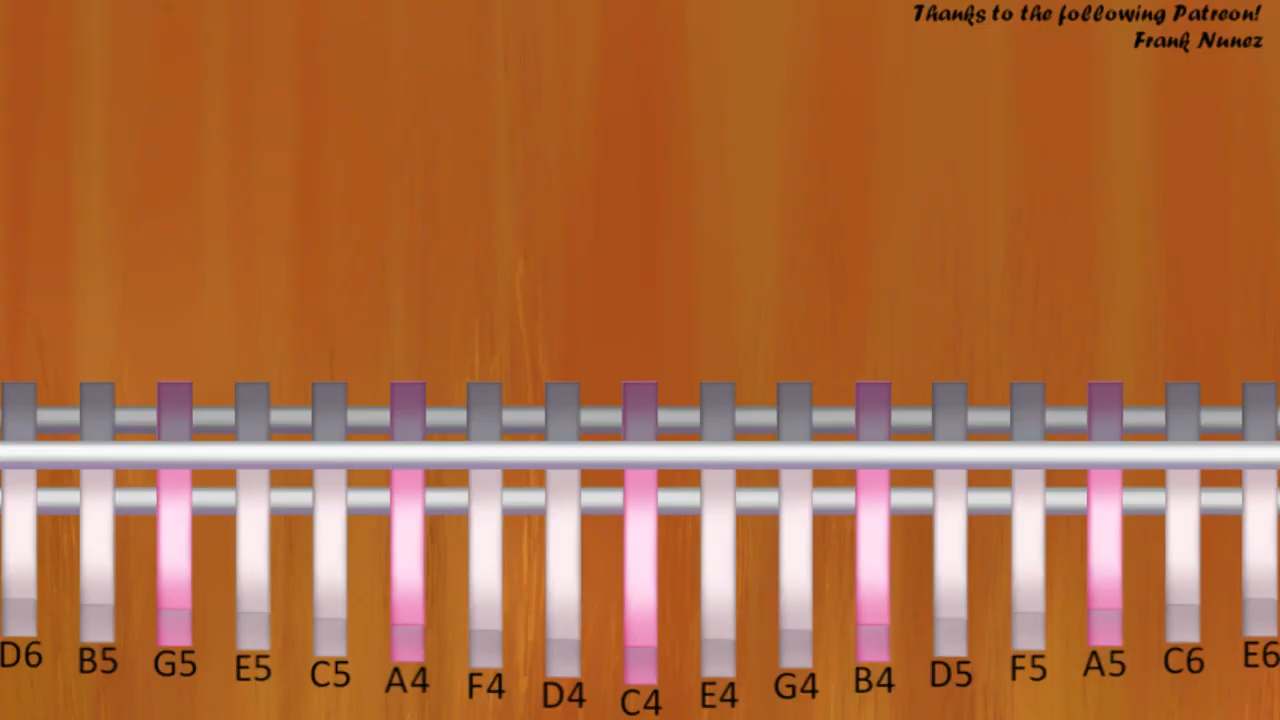 Thanks to the following Patreon!
Frank Nunez
D6 B5 G5 E5 C5 A4 F4 D4 C4 E4 G4 B4 D5 F5 A5 C6 E6